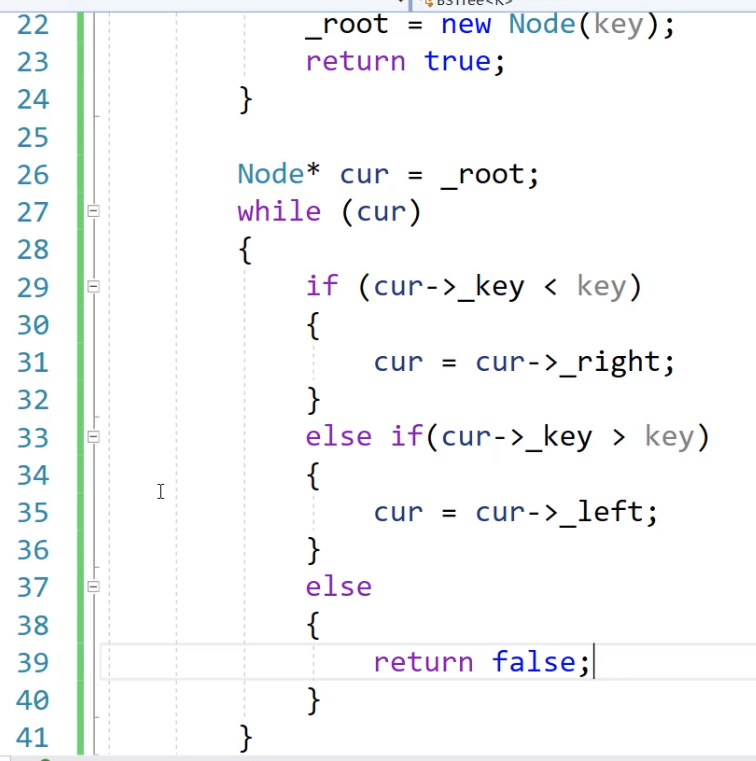 BSTree<K>
22 _root = new Node(key);
23 return true;
24 }
25
26 Node* cur = _root;
27 while (cur)
28 {
29 if (cur->_key < key)
30 {
31 cur = cur->_right;
32 }
33 else if(cur->_key > key)
34 {
35 cur = cur->_left;
36 }
37 else
38 {
39 return false;
40 }
41 }